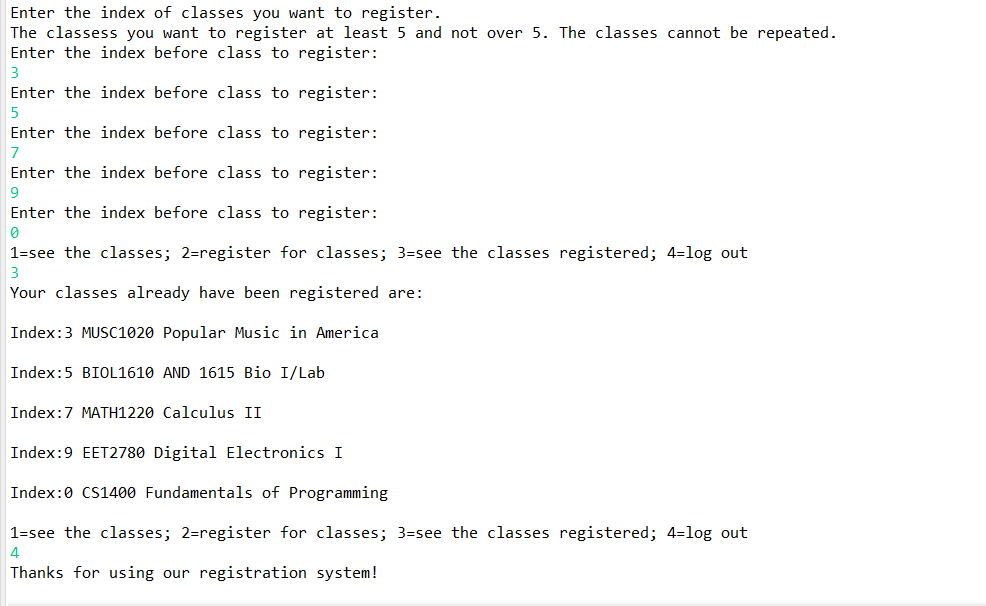 Enter the index of classes you want to register.
The classess you want to register at least 5 and not over 5. The classes cannot be repeated.
Enter the index before class to register:
3
Enter the index before class to register:
5
Enter the index before class to register:
7
Enter the index before class to register:
9
Enter the index before class to register:
0
1=see the classes; 2=register for classes; 3=see the classes registered; 4=log out
3
Your classes already have been registered are:
Index:3 MUSC1020 Popular Music in America
Index:5 BIOL1610 AND 1615 Bio I/Lab
Index:7 MATH1220 Calculus II
Index:9 EET2780 Digital Electronics I
Index:0 CS1400 Fundamentals of Programming
1=see the classes; 2=register for classes; 3=see the classes registered; 4=log out
4
Thanks for using our registration system!